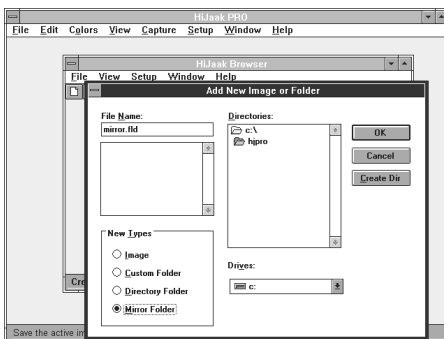 HiJaak PRO
File Edit Colors View Capture Setup Window Help
HiJaak Browser
File View Setup Window Help
Add New Image or Folder
File Name:
mirror.fld
Directories:
c:\
hjpro
OK
Cancel
Create Dir
New Types
Image
Custom Folder
Directory Folder
Mirror Folder
Drives:
c:
Cre
Save the active im